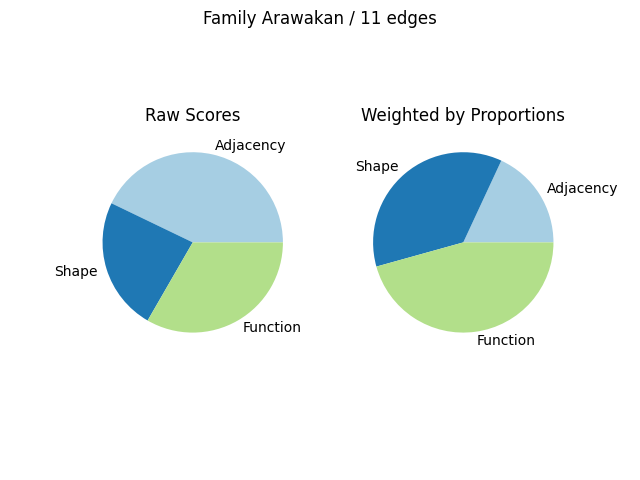 Family Arawakan / 11 edges
Raw Scores
Adjacency
Shape
Function
Weighted by Proportions
Shape
Adjacency
Function